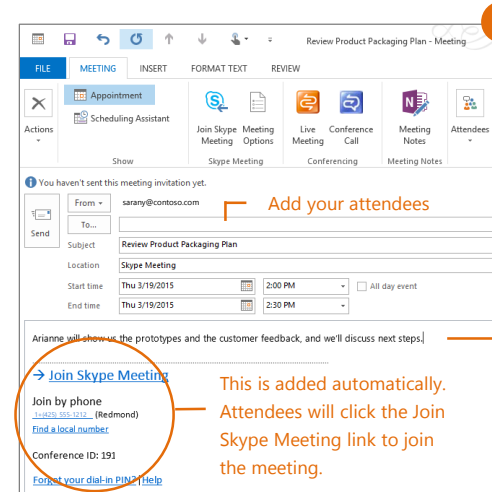 Review Product Packaging Plan - Meeting
FILE MEETING INSERT FORMAT TEXT REVIEW
Actions
Appointment
Scheduling Assistant
Show
Join Skype Meeting
Meeting Options
Skype Meeting
Live Meeting
Conference Call
Conferencing
Meeting Notes
Meeting Notes
Attendees
You haven't sent this meeting invitation yet.
Send
From sarany@contoso.com
Add your attendees
To...
Subject Review Product Packaging Plan
Location Skype Meeting
Start time Thu 3/19/2015 2:00 PM All day event
End time Thu 3/19/2015 2:30 PM
Arianne will show us the prototypes and the customer feedback, and we'll discuss next steps.
→ Join Skype Meeting
Join by phone
1+(425) 555-1212 (Redmond)
Find a local number
Conference ID: 191
Forgot your dial-in PIN? | Help
This is added automatically.
Attendees will click the Join
Skype Meeting link to join
the meeting.